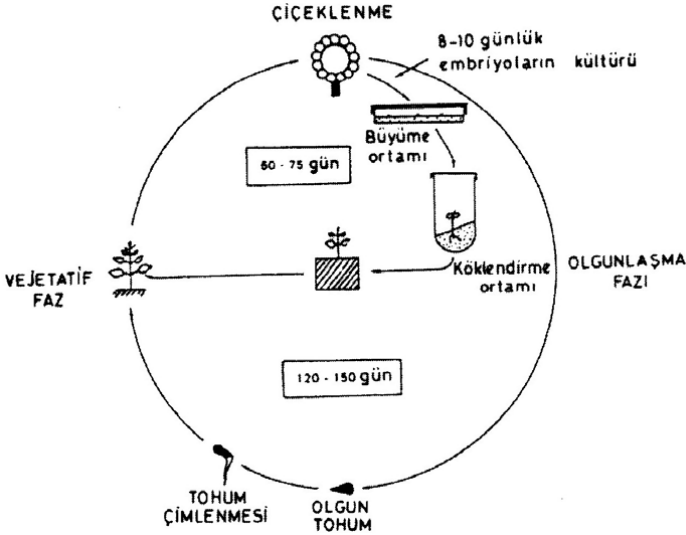 ÇİÇEKLENME
8-10 günlük
embriyoların kültürü
Büyüme
ortamı
60 - 75 gün
VEJETATİF
FAZ
Köklendirme
ortamı
OLGUNLAŞMA
FAZI
120 - 150 gün
TOHUM
ÇİMLENMESİ
OLGUN
TOHUM